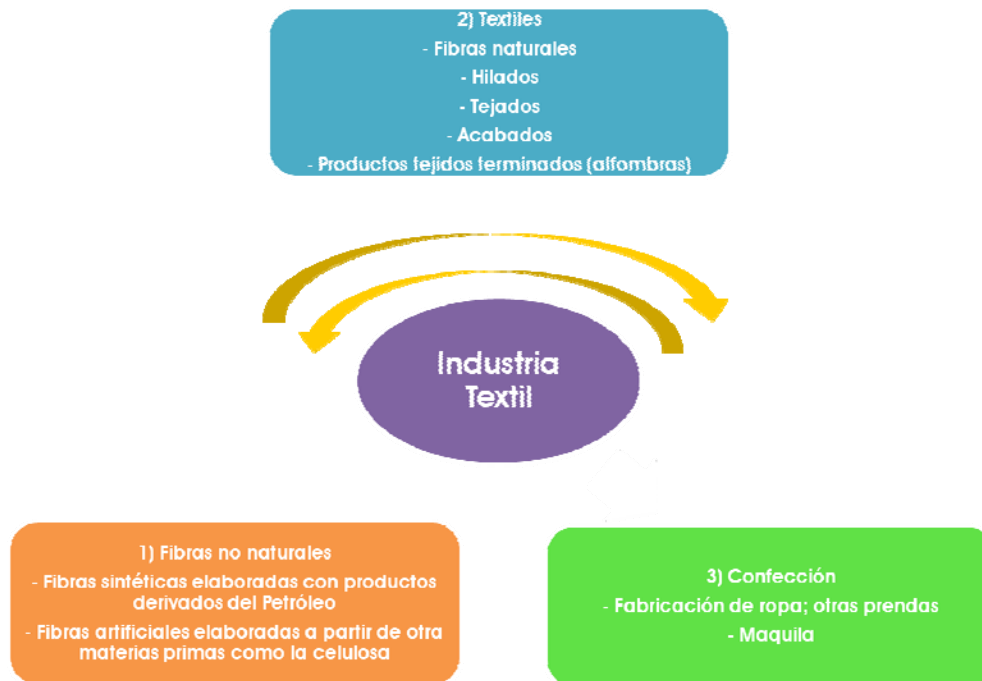 2) Textiles
- Fibras naturales
- Hilados
- Tejados
- Acabados
- Productos tejidos terminados (alfombras)
Industria
Textil
1) Fibras no naturales
- Fibras sintéticas elaboradas con productos
derivados del Petróleo
- Fibras artificiales elaboradas a partir de otra
materias primas como la celulosa
3) Confección
- Fabricación de ropa; otras prendas
- Maquila